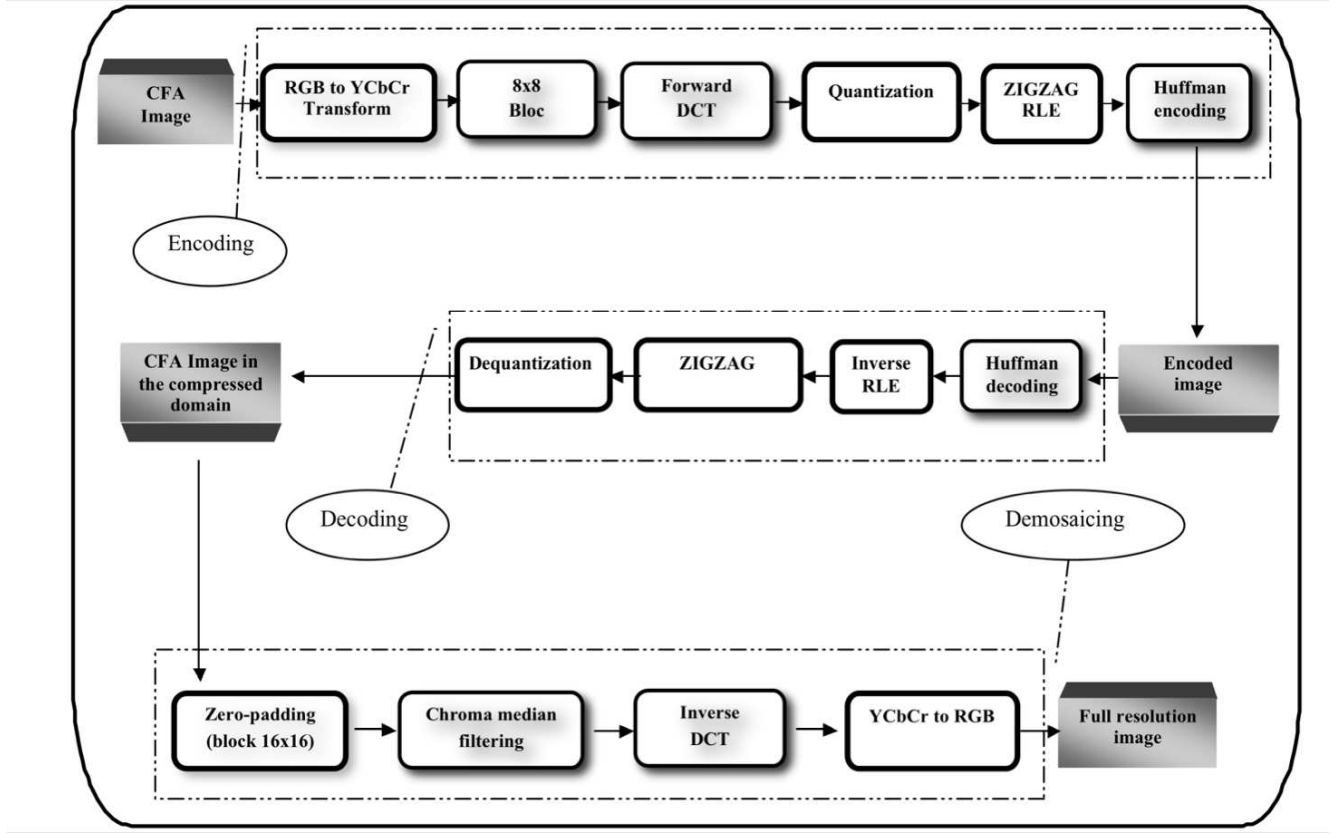 CFA
Image
RGB to YCbCr
Transform
8x8
Bloc
Forward
DCT
Quantization
ZIGZAG
RLE
Huffman
encoding
Encoding
CFA Image in
the compressed
domain
Dequantization
ZIGZAG
Inverse
RLE
Huffman
decoding
Encoded
image
Decoding
Demosaicing
Zero-padding
(block 16x16)
Chroma median
filtering
Inverse
DCT
YCbCr to RGB
Full resolution
image